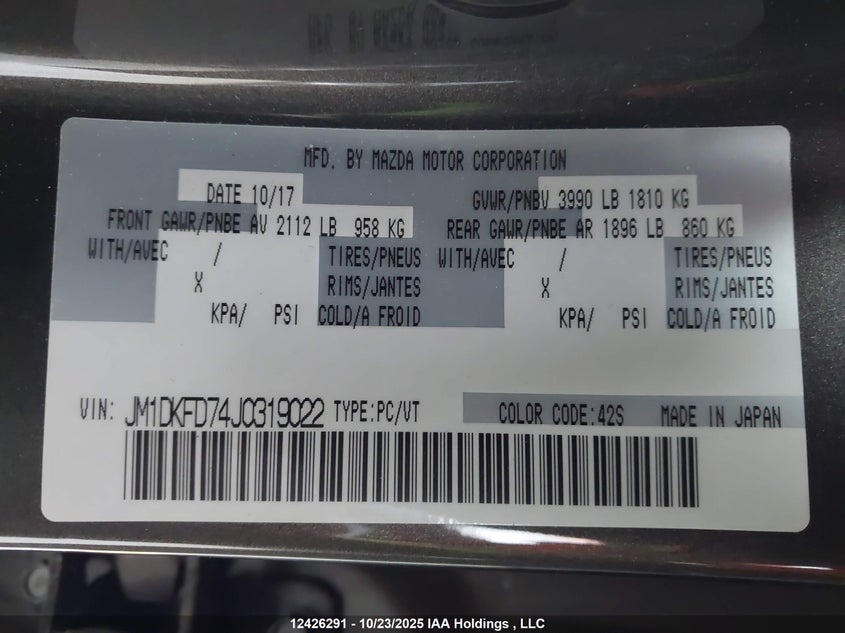 MFD. BY MAZDA MOTOR CORPORATION
DATE 10/17 GVWR/PNBV 3990 LB 1810 KG
FRONT GAWR/PNBE AV 2112 LB 958 KG REAR GAWR/PNBE AR 1896 LB 860 KG
WITH/AVEC / TIRES/PNEUS WITH/AVEC / TIRES/PNEUS
X RIMS/JANTES X RIMS/JANTES
KPA/ PSI COLD/A FROID KPA/ PSI COLD/A FROID
VIN: JM1DKFD74J0319022 TYPE:PC/VT COLOR CODE:42S MADE IN JAPAN
12426291 - 10/23/2025 IAA Holdings , LLC